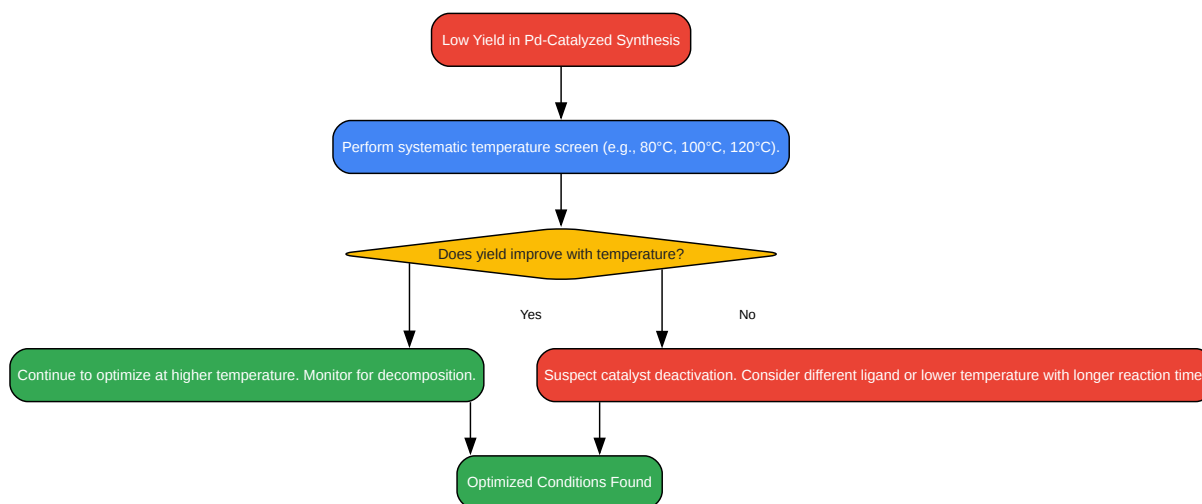 Low Yield in Pd-Catalyzed Synthesis
Perform systematic temperature screen (e.g., 80°C, 100°C, 120°C).
Does yield improve with temperature?
Yes
No
Continue to optimize at higher temperature. Monitor for decomposition.
Suspect catalyst deactivation. Consider different ligand or lower temperature with longer reaction time
Optimized Conditions Found